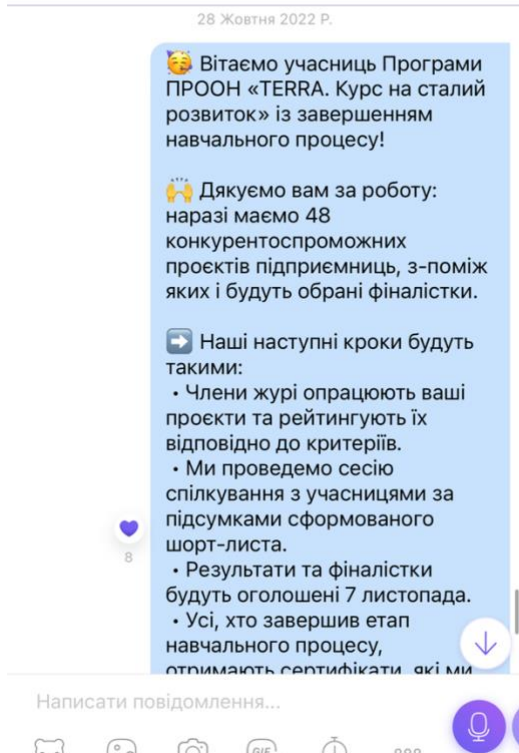 28 Жовтня 2022 Р.
🥳 Вітаємо учасниць Програми
ПРООН «TERRA. Курс на сталий
розвиток» із завершенням
навчального процесу!
🙌 Дякуємо вам за роботу:
наразі маємо 48
конкурентоспроможних
проєктів підприємниць, з-поміж
яких і будуть обрані фіналістки.
➡️ Наші наступні кроки будуть
такими:
• Члени журі опрацюють ваші
проєкти та рейтингують їх
відповідно до критеріїв.
• Ми проведемо сесію
спілкування з учасницями за
підсумками сформованого
шорт-листа.
• Результати та фіналістки
будуть оголошені 7 листопада.
• Усі, хто завершив етап
навчального процесу,
отримають сертифікати, які ми
8
Написати повідомлення...
GIF